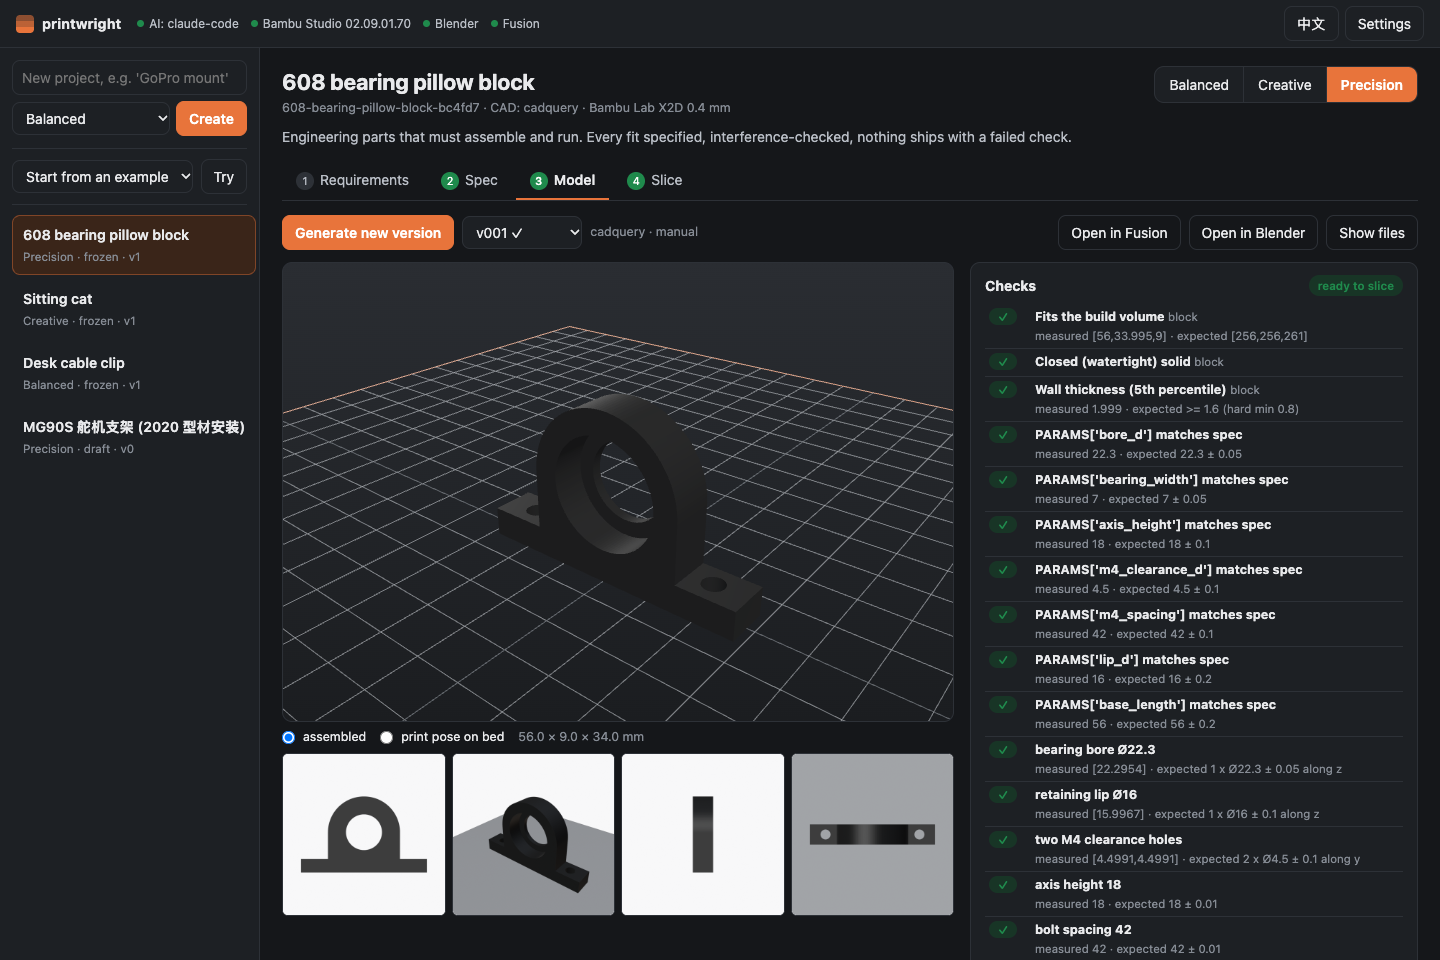 printwright AI: claude-code Bambu Studio 02.09.01.70 Blender Fusion 中文 Settings
New project, e.g. 'GoPro mount'
Balanced Create
Start from an example Try
608 bearing pillow block
Precision · frozen · v1
Sitting cat
Creative · frozen · v1
Desk cable clip
Balanced · frozen · v1
MG90S 舵机支架 (2020 型材安装)
Precision · draft · v0
608 bearing pillow block
Balanced Creative Precision
608-bearing-pillow-block-bc4fd7 · CAD: cadquery · Bambu Lab X2D 0.4 mm
Engineering parts that must assemble and run. Every fit specified, interference-checked, nothing ships with a failed check.
1 Requirements 2 Spec 3 Model 4 Slice
Generate new version v001 ✓ cadquery · manual Open in Fusion Open in Blender Show files
assembled print pose on bed 56.0 × 9.0 × 34.0 mm
Checks ready to slice
Fits the build volume block
measured [56,33.995,9] · expected [256,256,261]
Closed (watertight) solid block
Wall thickness (5th percentile) block
measured 1.999 · expected >= 1.6 (hard min 0.8)
PARAMS['bore_d'] matches spec
measured 22.3 · expected 22.3 ± 0.05
PARAMS['bearing_width'] matches spec
measured 7 · expected 7 ± 0.05
PARAMS['axis_height'] matches spec
measured 18 · expected 18 ± 0.1
PARAMS['m4_clearance_d'] matches spec
measured 4.5 · expected 4.5 ± 0.1
PARAMS['m4_spacing'] matches spec
measured 42 · expected 42 ± 0.1
PARAMS['lip_d'] matches spec
measured 16 · expected 16 ± 0.2
PARAMS['base_length'] matches spec
measured 56 · expected 56 ± 0.2
bearing bore Ø22.3
measured [22.2954] · expected 1 x Ø22.3 ± 0.05 along z
retaining lip Ø16
measured [15.9967] · expected 1 x Ø16 ± 0.1 along z
two M4 clearance holes
measured [4.4991,4.4991] · expected 2 x Ø4.5 ± 0.1 along y
axis height 18
measured 18 · expected 18 ± 0.01
bolt spacing 42
measured 42 · expected 42 ± 0.01